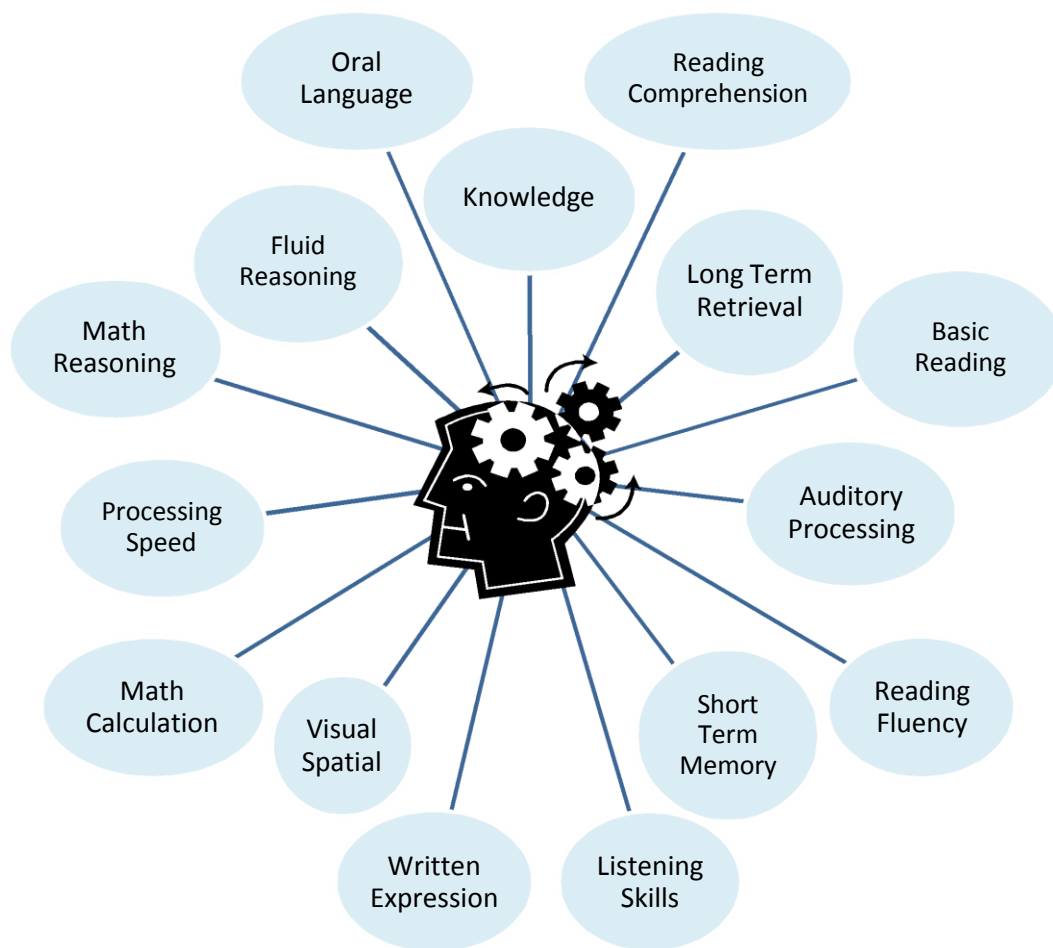 Oral
Language
Reading
Comprehension
Knowledge
Fluid
Reasoning
Long Term
Retrieval
Math
Reasoning
Basic
Reading
Processing
Speed
Auditory
Processing
Math
Calculation
Visual
Spatial
Short
Term
Memory
Reading
Fluency
Written
Expression
Listening
Skills